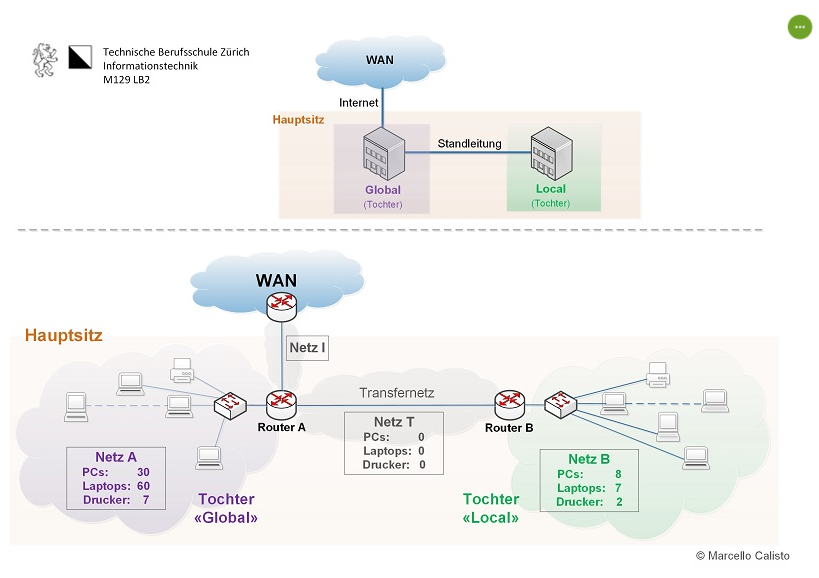 Technische Berufsschule Zürich
Informationstechnik
M129 LB2
WAN
Internet
Hauptsitz
Standleitung
Global
(Tochter)
Local
(Tochter)
WAN
Hauptsitz
Netz I
Transfernetz
Router A
Router B
Netz T
PCs: 0
Laptops: 0
Drucker: 0
Netz A
PCs: 30
Laptops: 60
Drucker: 7
Netz B
PCs: 8
Laptops: 7
Drucker: 2
Tochter
«Global»
Tochter
«Local»
© Marcello Calisto